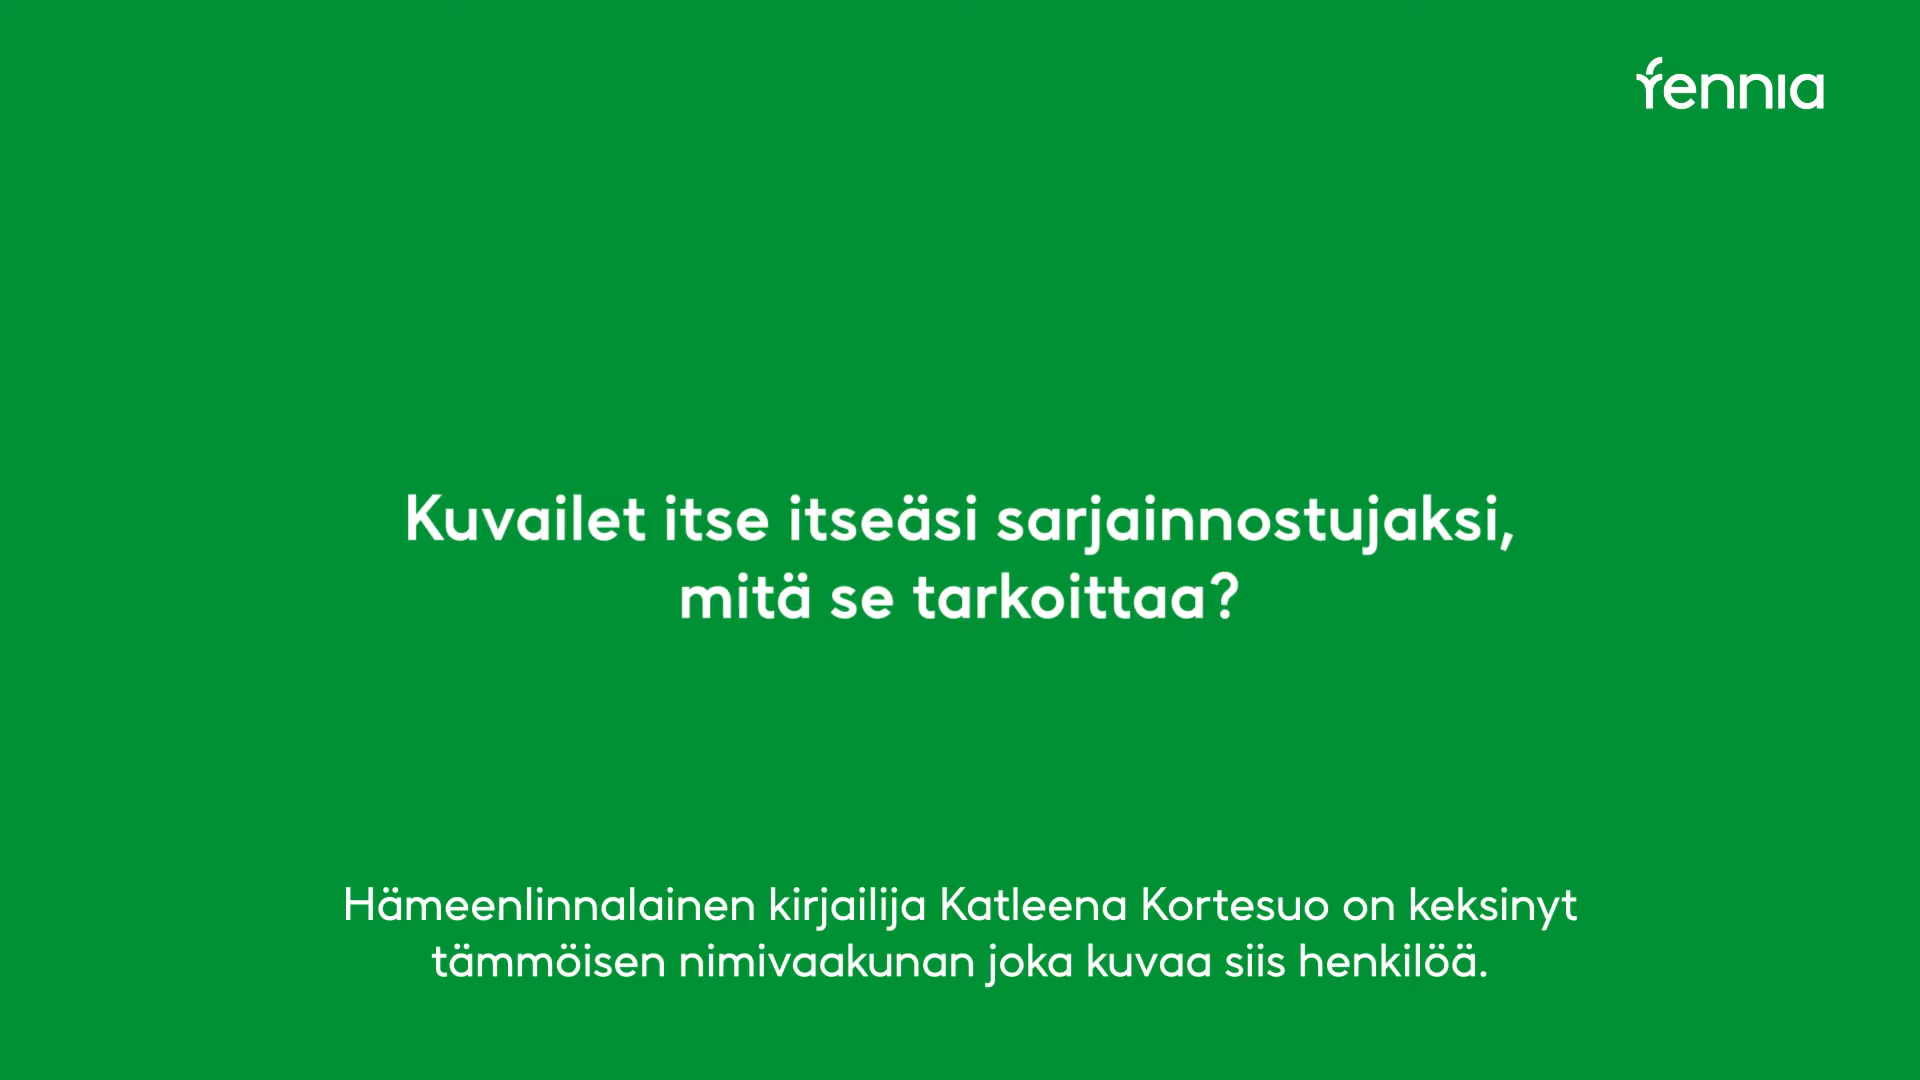 fennia
Kuvailet itse itseäsi sarjainnostujaksi,
mitä se tarkoittaa?
Hämeenlinnalainen kirjailija Katleena Kortesuo on keksinyt
tämmöisen nimivaakunan joka kuvaa siis henkilöä.